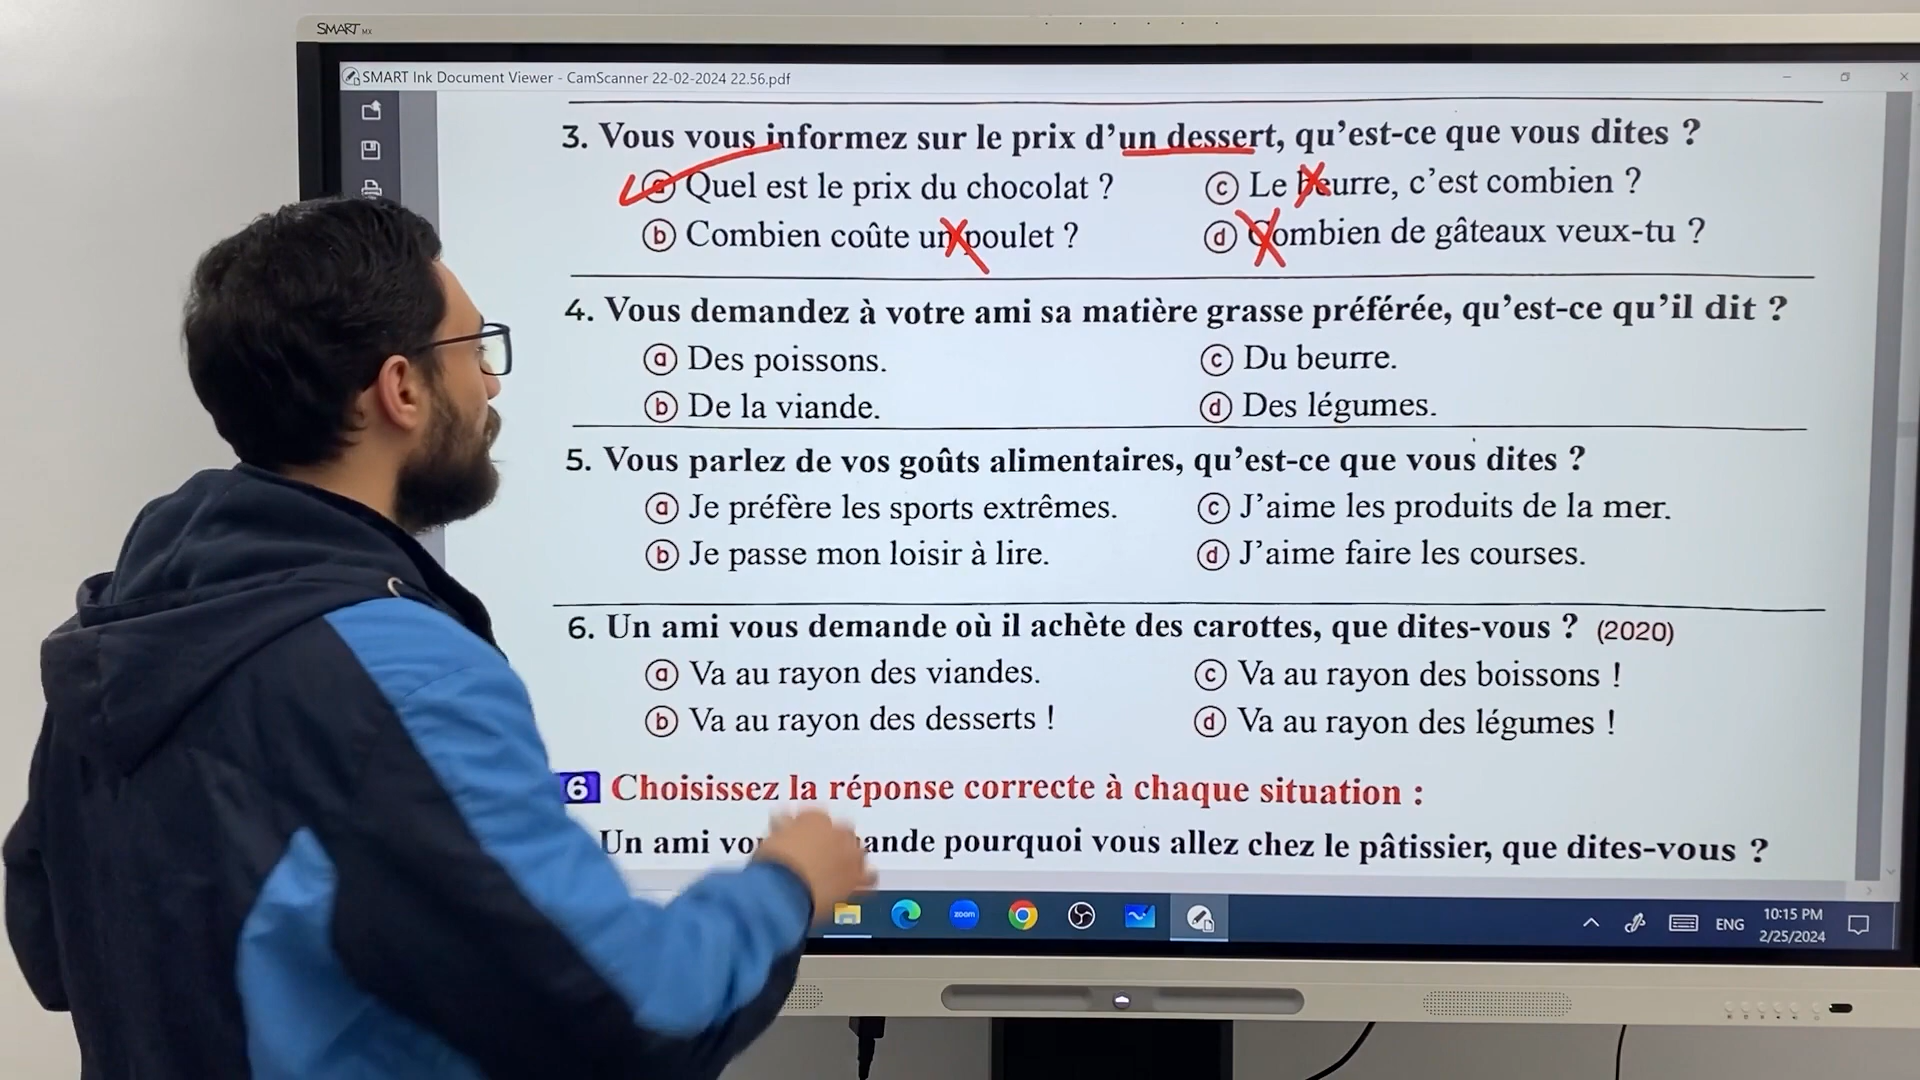 SMART MX
SMART Ink Document Viewer - CamScanner 22-02-2024 22.56.pdf
3. Vous vous informez sur le prix d'un dessert, qu'est-ce que vous dites ?
ⓐ Quel est le prix du chocolat ?
ⓒ Le beurre, c'est combien ?
ⓑ Combien coûte un poulet ?
ⓓ Combien de gâteaux veux-tu ?
4. Vous demandez à votre ami sa matière grasse préférée, qu'est-ce qu'il dit ?
ⓐ Des poissons.
ⓒ Du beurre.
ⓑ De la viande.
ⓓ Des légumes.
5. Vous parlez de vos goûts alimentaires, qu'est-ce que vous dites ?
ⓐ Je préfère les sports extrêmes.
ⓒ J'aime les produits de la mer.
ⓑ Je passe mon loisir à lire.
ⓓ J'aime faire les courses.
6. Un ami vous demande où il achète des carottes, que dites-vous ? (2020)
ⓐ Va au rayon des viandes.
ⓒ Va au rayon des boissons !
ⓑ Va au rayon des desserts !
ⓓ Va au rayon des légumes !
6 Choisissez la réponse correcte à chaque situation :
Un ami pourquoi vous allez chez le pâtissier, que dites-vous ?
zoom
ENG
10:15 PM
2/25/2024